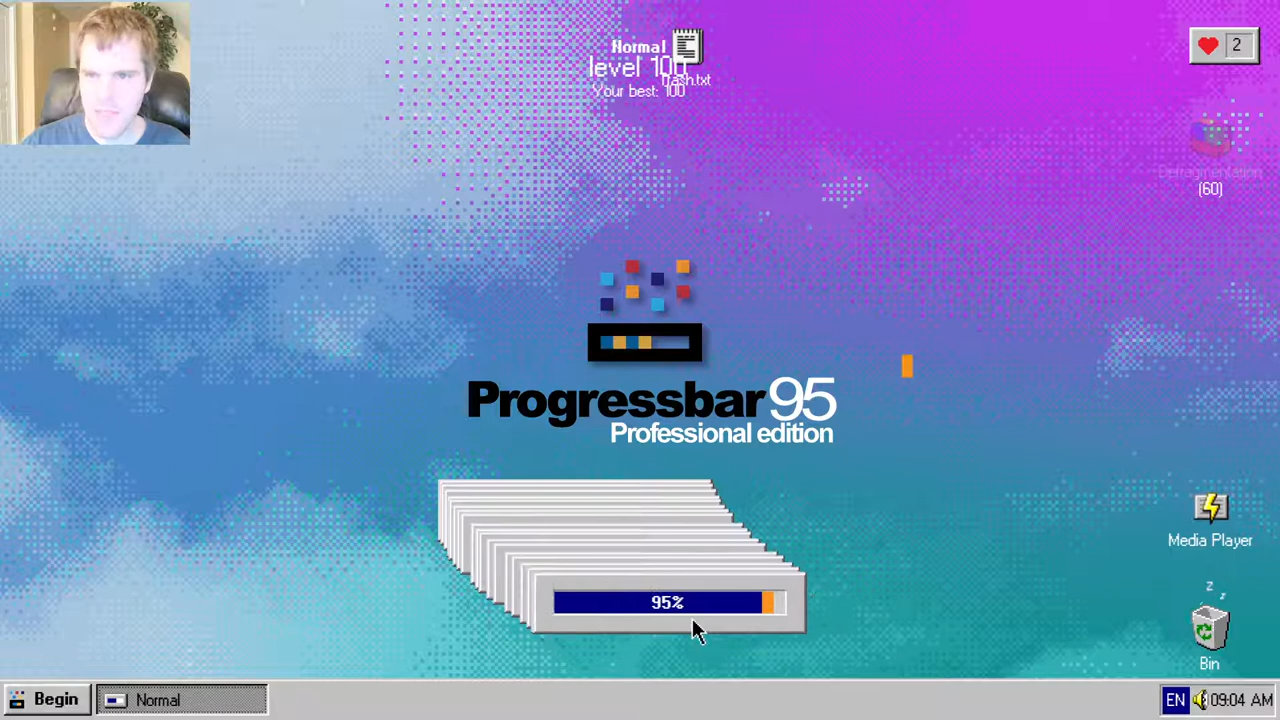 Normal
level 100
trash.txt
Your best: 100
2
Defragmentation
(60)
Progressbar95
Professional edition
95%
Media Player
z
z
Bin
Begin
Normal
EN
09:04 AM